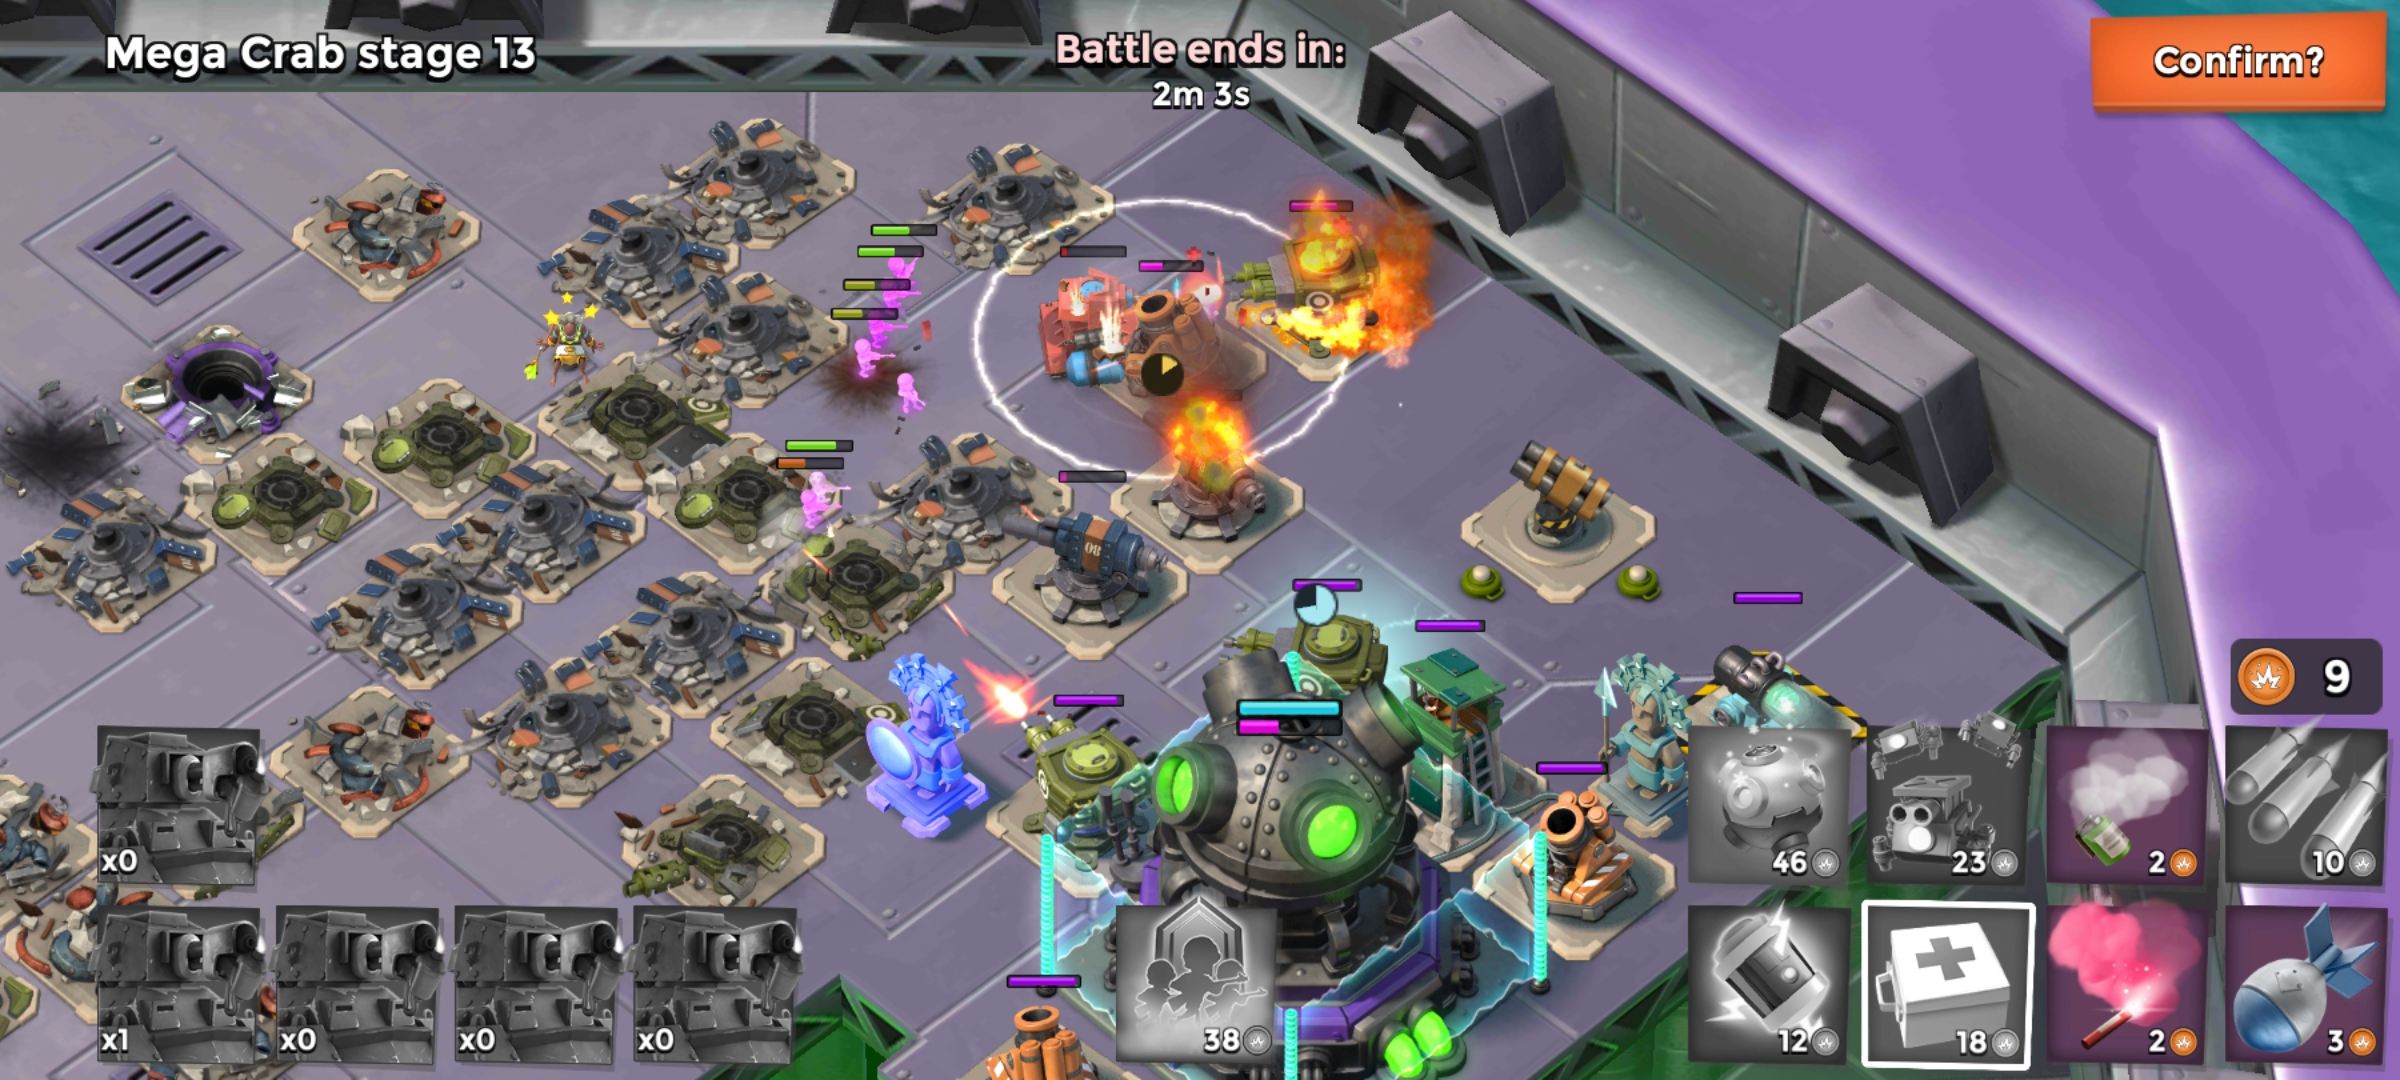 Mega Crab stage 13
Battle ends in:
2m 3s
Confirm?
08
9
x0
46
23
2
10
x1
x0
x0
x0
38
12
18
2
3